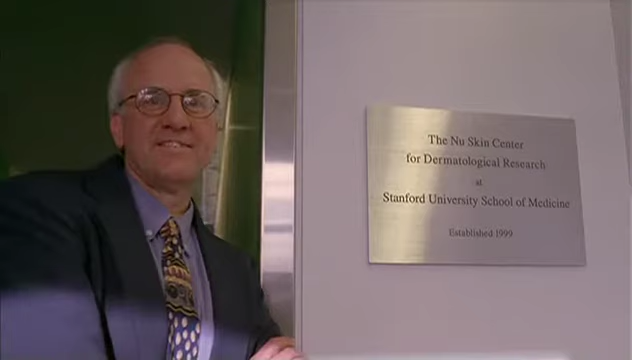 The Nu Skin Center
for Dermatological Research
at
Stanford University School of Medicine
Established 1999